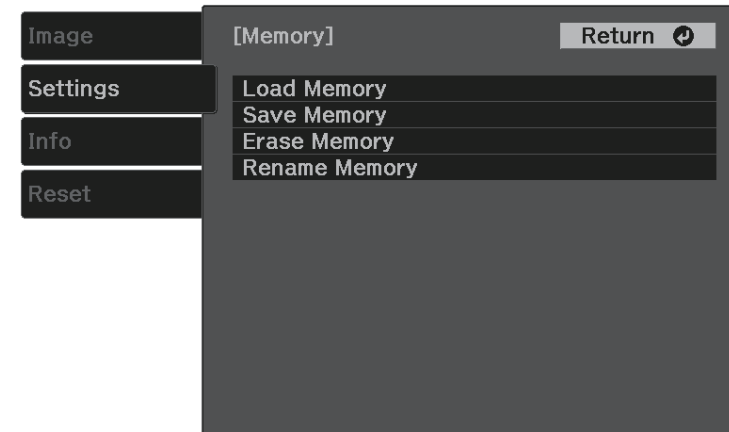 Image
Settings
Info
Reset
[Memory]
Return
Load Memory
Save Memory
Erase Memory
Rename Memory